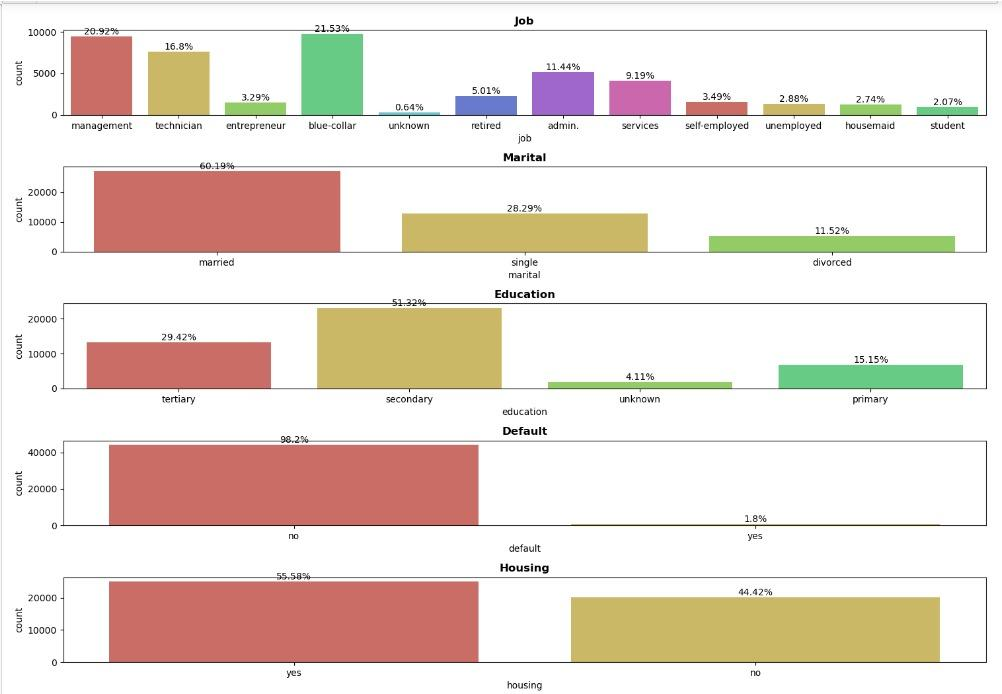 Job
20.92% 16.8% 3.29% 21.53% 0.64% 5.01% 11.44% 9.19% 3.49% 2.88% 2.74% 2.07%
10000
5000
0
count
management technician entrepreneur blue-collar unknown retired admin. services self-employed unemployed housemaid student
job
Marital
60.19% 28.29% 11.52%
20000
10000
0
count
married single divorced
marital
Education
29.42% 51.32% 4.11% 15.15%
20000
10000
0
count
tertiary secondary unknown primary
education
Default
98.2% 1.8%
40000
20000
0
count
no yes
default
Housing
55.58% 44.42%
20000
10000
0
count
yes no
housing